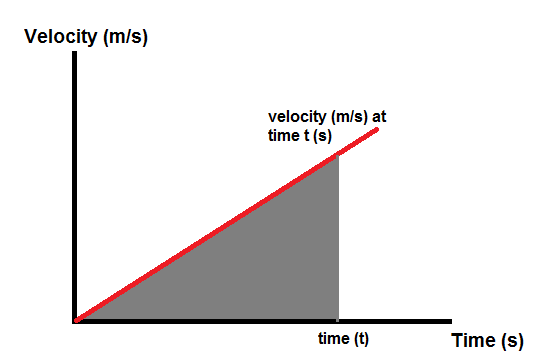 Velocity (m/s)
velocity (m/s) at
time t (s)
time (t)
Time (s)